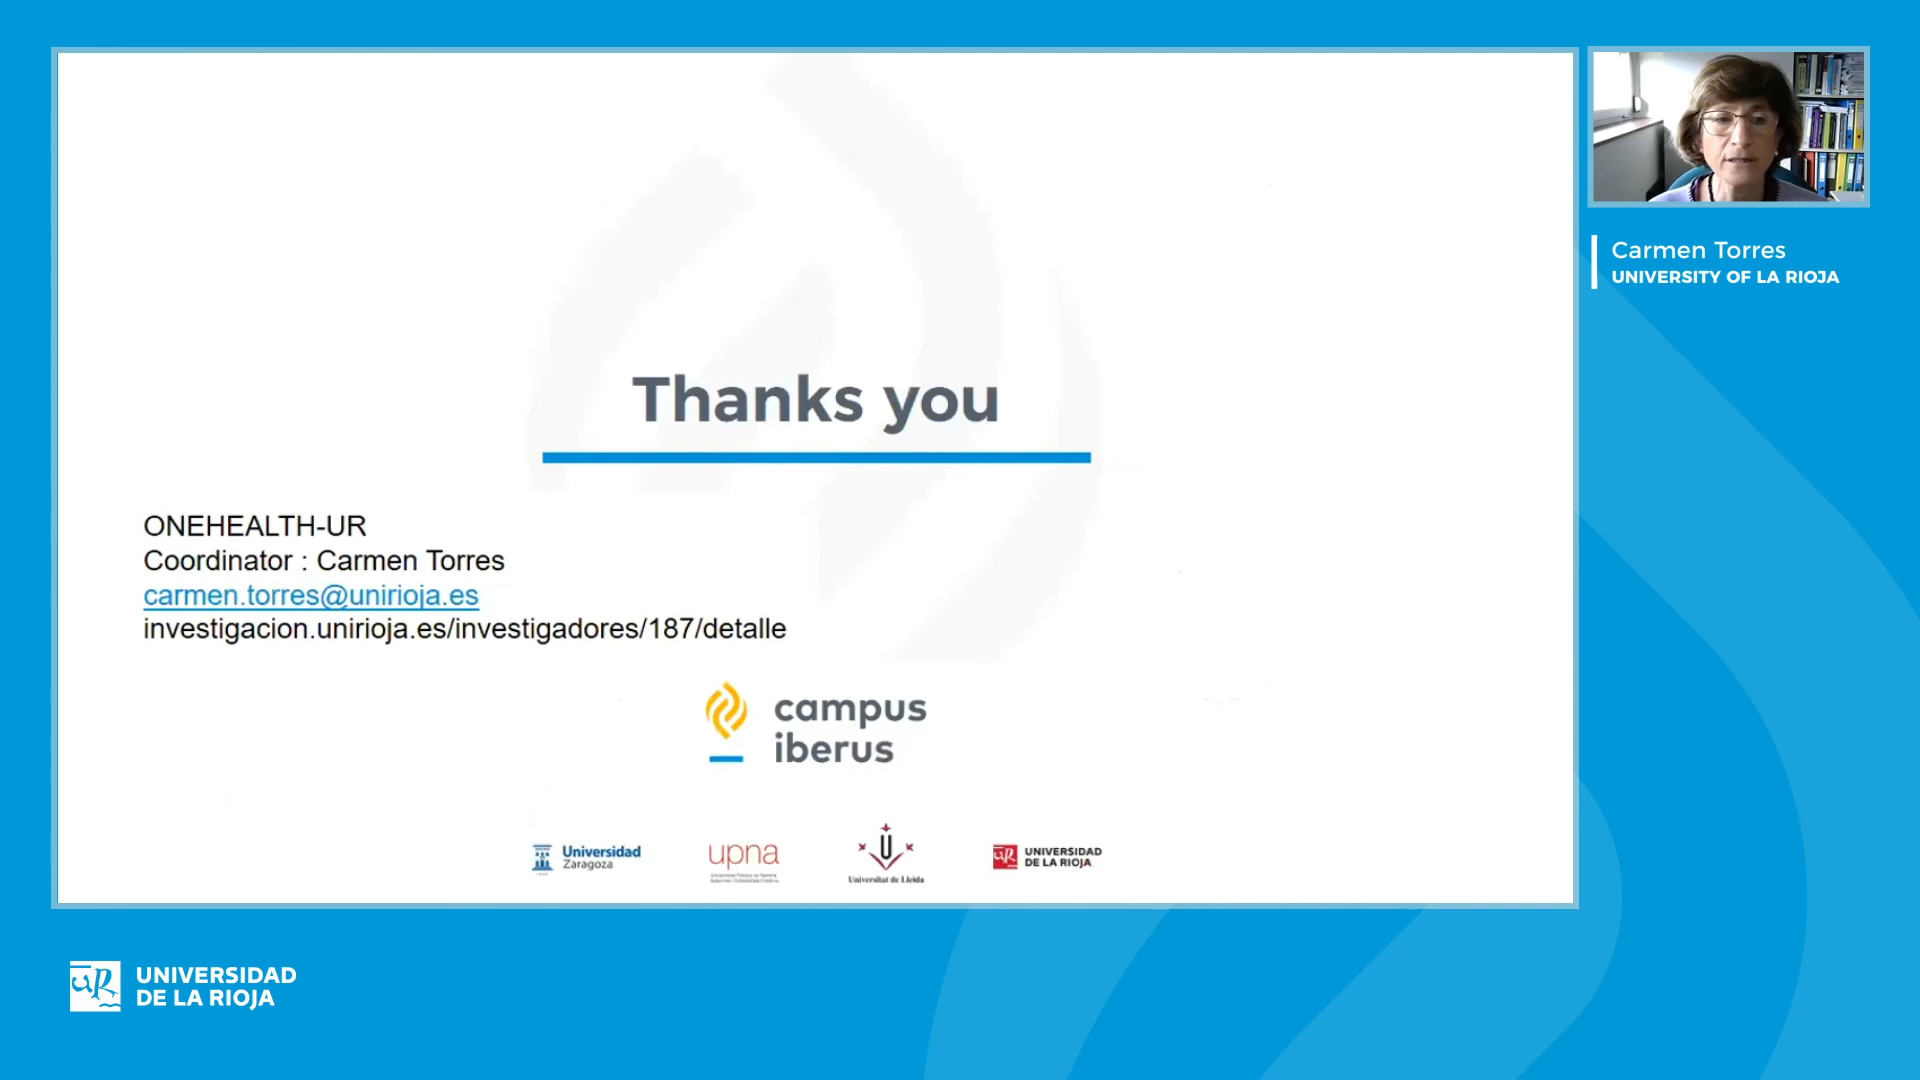 Thanks you
ONEHEALTH-UR
Coordinator : Carmen Torres
carmen.torres@unirioja.es
investigacion.unirioja.es/investigadores/187/detalle
campus
iberus
Universidad
Zaragoza
upna
Universitat de Lleida
UR
UNIVERSIDAD
DE LA RIOJA
Carmen Torres
UNIVERSITY OF LA RIOJA
UR
UNIVERSIDAD
DE LA RIOJA